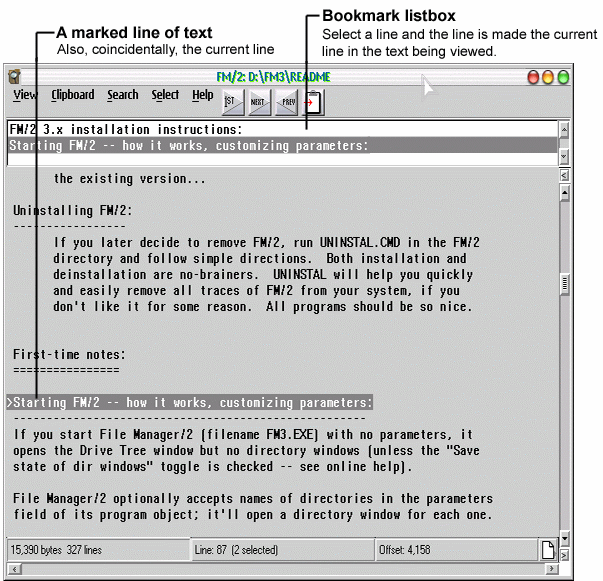 A marked line of text
Also, coincidentally, the current line
Bookmark listbox
Select a line and the line is made the current
line in the text being viewed.
FM/2: D:\FM3\README
View Clipboard Search Select Help 1ST NEXT PREV
FM/2 3.x installation instructions:
Starting FM/2 -- how it works, customizing parameters:
the existing version...
Uninstalling FM/2:
-----------------
If you later decide to remove FM/2, run UNINSTAL.CMD in the FM/2
directory and follow simple directions.  Both installation and
deinstallation are no-brainers.  UNINSTAL will help you quickly
and easily remove all traces of FM/2 from your system, if you
don't like it for some reason.  All programs should be so nice.
First-time notes:
================
>Starting FM/2 -- how it works, customizing parameters:
-----------------------------------------------------
If you start File Manager/2 (filename FM3.EXE) with no parameters, it
opens the Drive Tree window but no directory windows (unless the "Save
state of dir windows" toggle is checked -- see online help).
File Manager/2 optionally accepts names of directories in the parameters
field of its program object; it'll open a directory window for each one.
15,390 bytes  327 lines Line: 87  (2 selected) Offset: 4,158